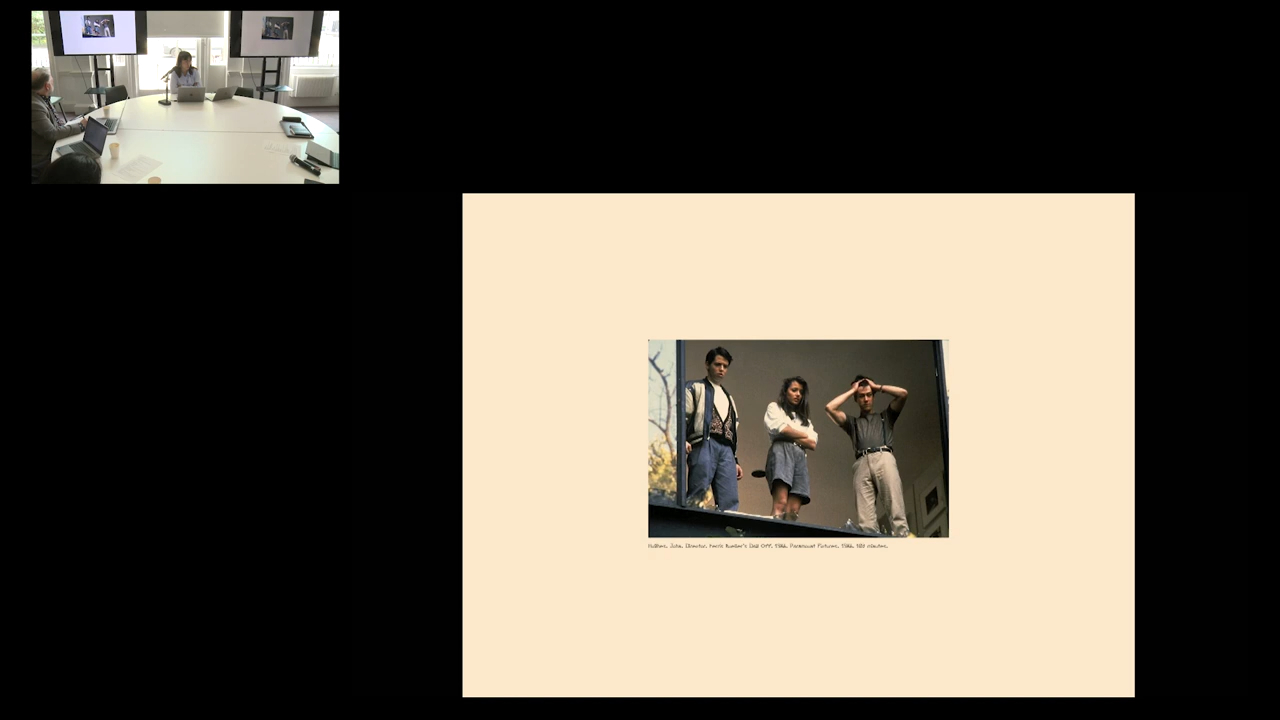 Hughes, John, Director. Ferris Bueller's Day Off. 1986. Paramount Pictures, 1986, 103 minutes.